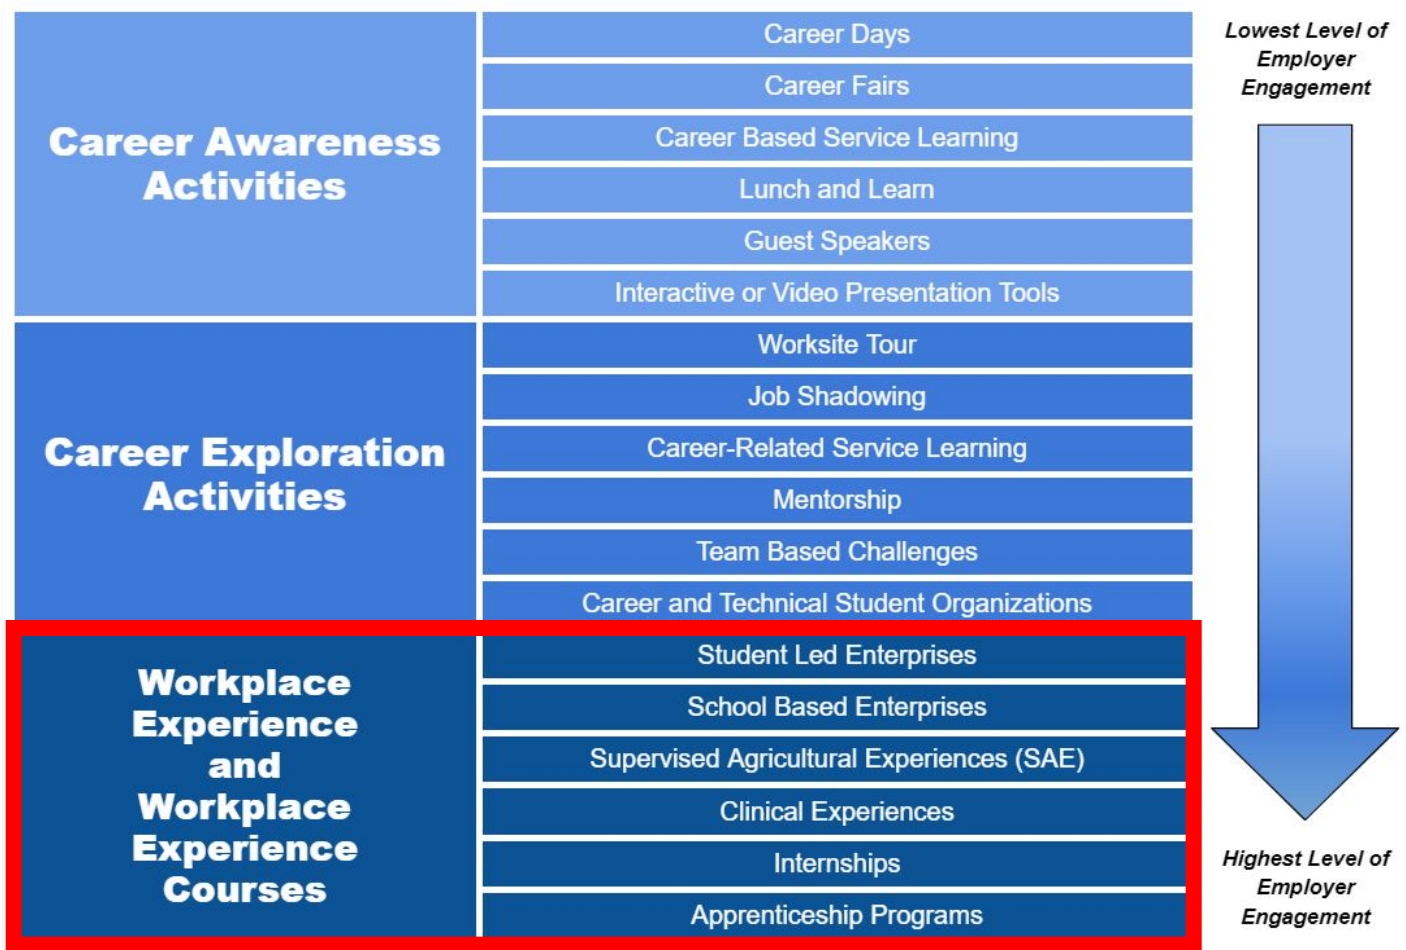 Career Awareness
Activities
Career Days
Career Fairs
Career Based Service Learning
Lunch and Learn
Guest Speakers
Interactive or Video Presentation Tools
Career Exploration
Activities
Worksite Tour
Job Shadowing
Career-Related Service Learning
Mentorship
Team Based Challenges
Career and Technical Student Organizations
Workplace
Experience
and
Workplace
Experience
Courses
Student Led Enterprises
School Based Enterprises
Supervised Agricultural Experiences (SAE)
Clinical Experiences
Internships
Apprenticeship Programs
Lowest Level of
Employer
Engagement
Highest Level of
Employer
Engagement